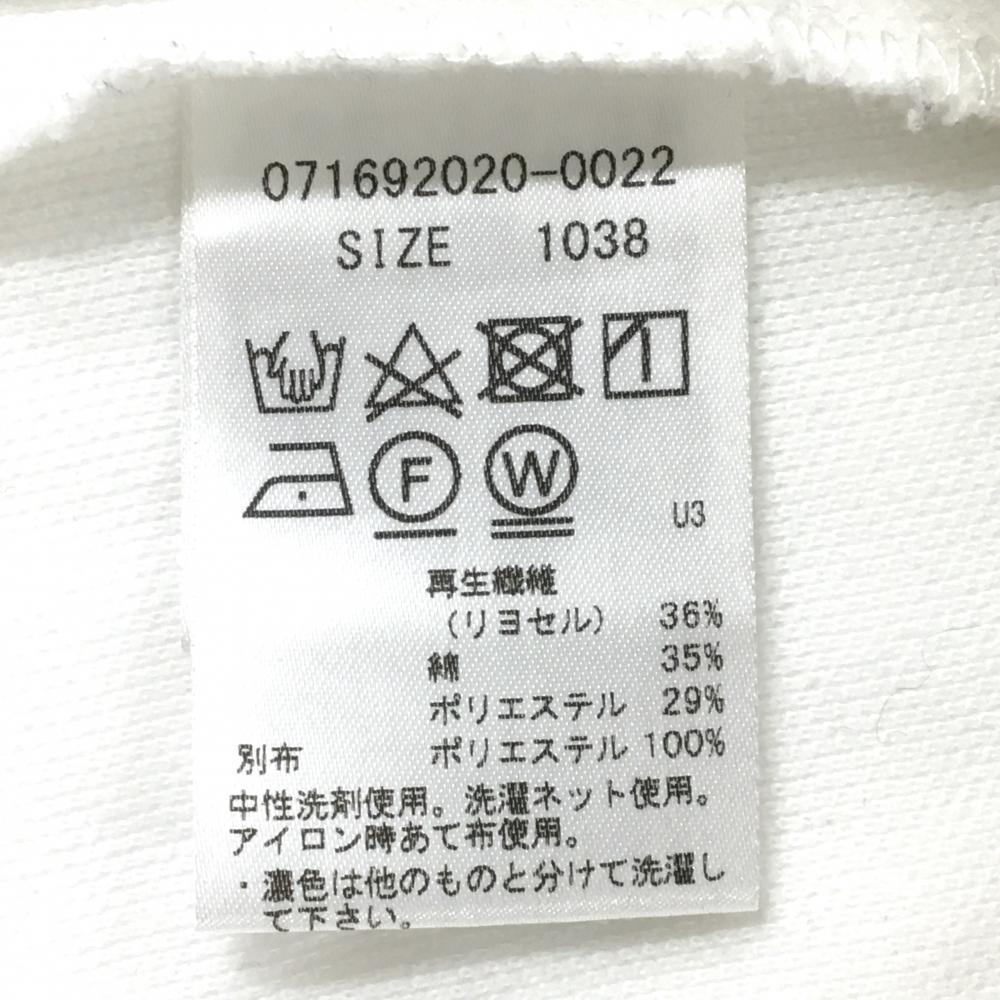 071692020-0022
SIZE 1038
F W
U3
再生繊維
(リヨセル) 36%
綿 35%
ポリエステル 29%
別布 ポリエステル 100%
中性洗剤使用。洗濯ネット使用。
アイロン時あて布使用。
・濃色は他のものと分けて洗濯し
て下さい。